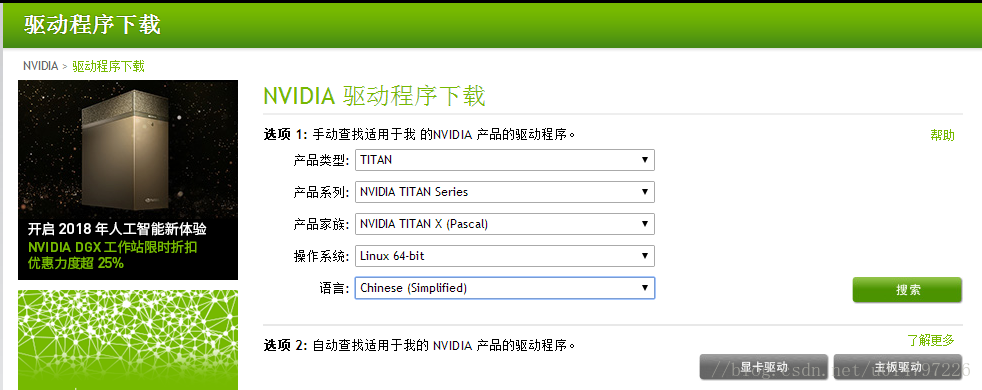 驱动程序下载
NVIDIA > 驱动程序下载
开启 2018 年人工智能新体验
NVIDIA DGX 工作站限时折扣
优惠力度超 25%
NVIDIA 驱动程序下载
选项 1: 手动查找适用于我 的NVIDIA 产品的驱动程序。
帮助
产品类型: TITAN
产品系列: NVIDIA TITAN Series
产品家族: NVIDIA TITAN X (Pascal)
操作系统: Linux 64-bit
语言: Chinese (Simplified)
搜索
选项 2: 自动查找适用于我的 NVIDIA 产品的驱动程序。
了解更多
显卡驱动 主板驱动